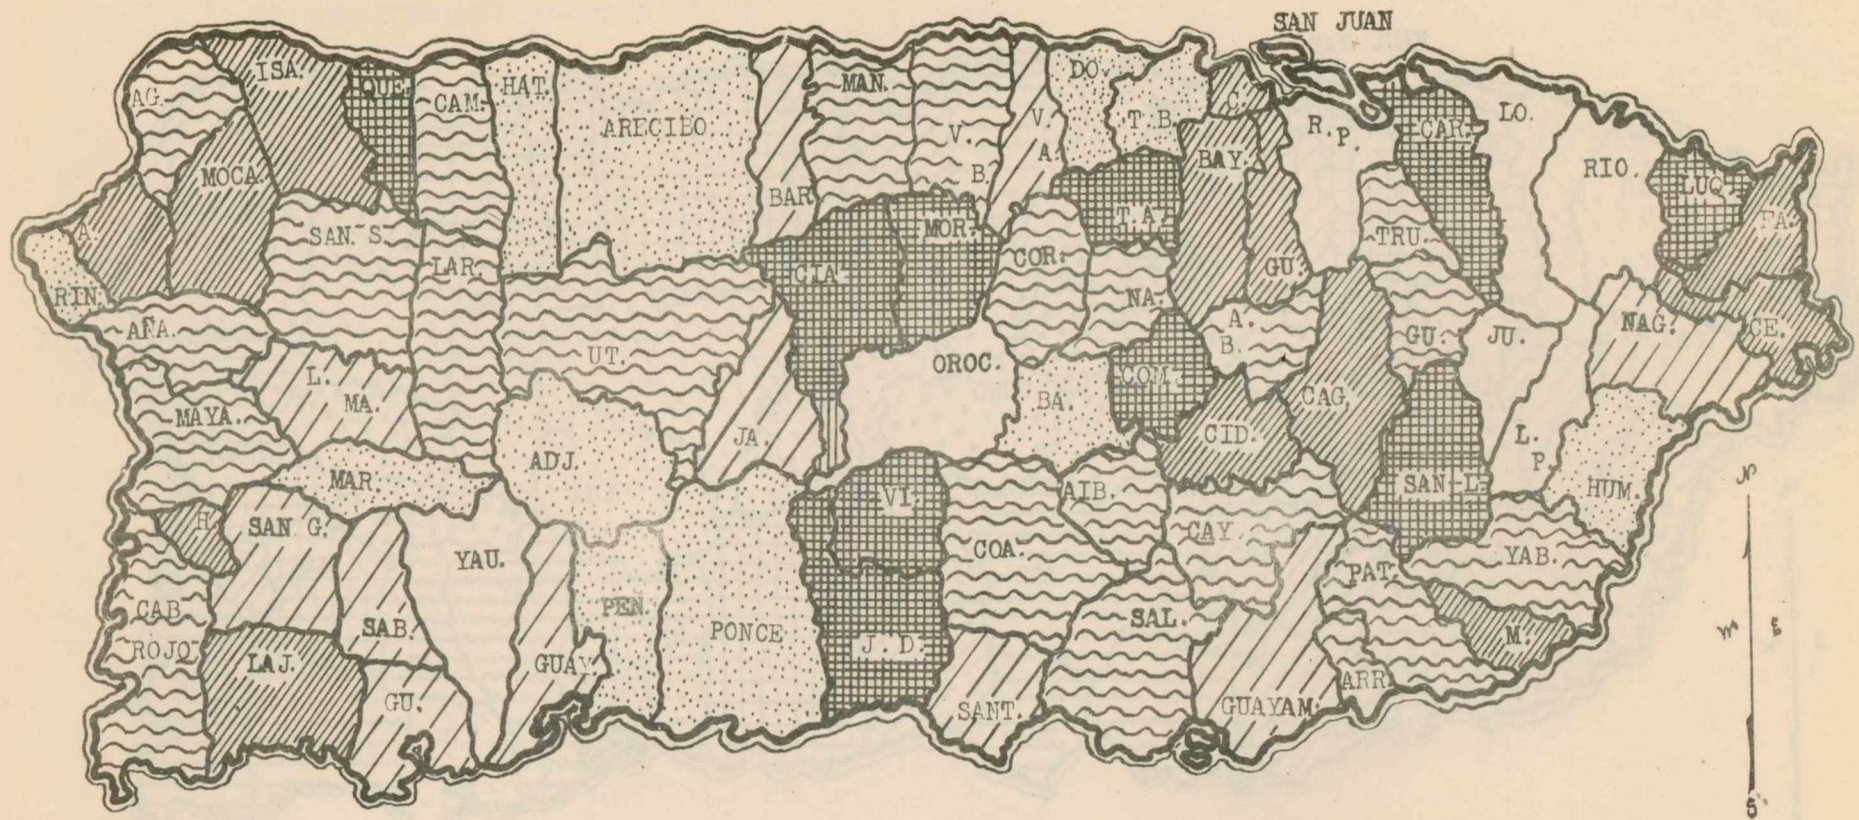 SAN JUAN
ISA.
AG.
QUE.
CAM.
HAT.
ARECIBO
MAN.
V.
B.
V.
A.
DO.
T.B.
C.
R.
P.
CAR.
LO.
RIO.
LUQ.
FA.
MOCA.
BAR
BAY.
A.
SAN S.
LAR.
CIA.
MOR.
COR.
T.A.
NA.
GU.
TRU.
RIN.
AÑA.
UT.
OROC.
A.
B.
GU.
JU.
NAG.
CE.
L.
MA.
MAYA.
JA.
BA.
COM.
CID.
CAG.
L.
P.
ADJ.
MAR.
VI.
AIB.
SAN L.
HUM.
N
H.
SAN G.
YAU.
COA.
CAY.
PAT.
YAB.
CAB
ROJO
SAB.
PEN.
PONCE
J. D.
SAL.
M.
W
E
LAJ.
GU.
GUAY
SANT.
GUAYAM.
ARR.
S